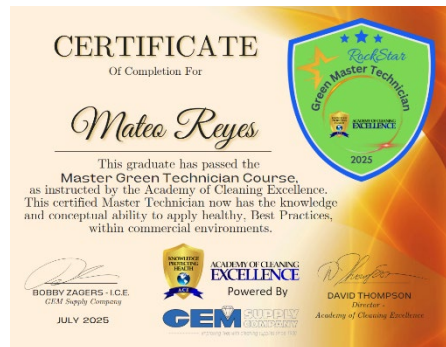 CERTIFICATE
Of Completion For
Mateo Reyes
This graduate has passed the
Master Green Technician Course,
as instructed by the Academy of Cleaning Excellence.
This certified Master Technician now has the knowledge
and conceptual ability to apply healthy, Best Practices,
within commercial environments.
RockStar
Green Master Technician
ACADEMY OF CLEANING
EXCELLENCE
2025
BOBBY ZAGERS - I.C.E.
GEM Supply Company
JULY 2025
KNOWLEDGE
PROTECTING
HEALTH
ACE
ACADEMY OF CLEANING
EXCELLENCE
Powered By
GEM SUPPLY
COMPANY
DAVID THOMPSON
Director -
Academy of Cleaning Excellence